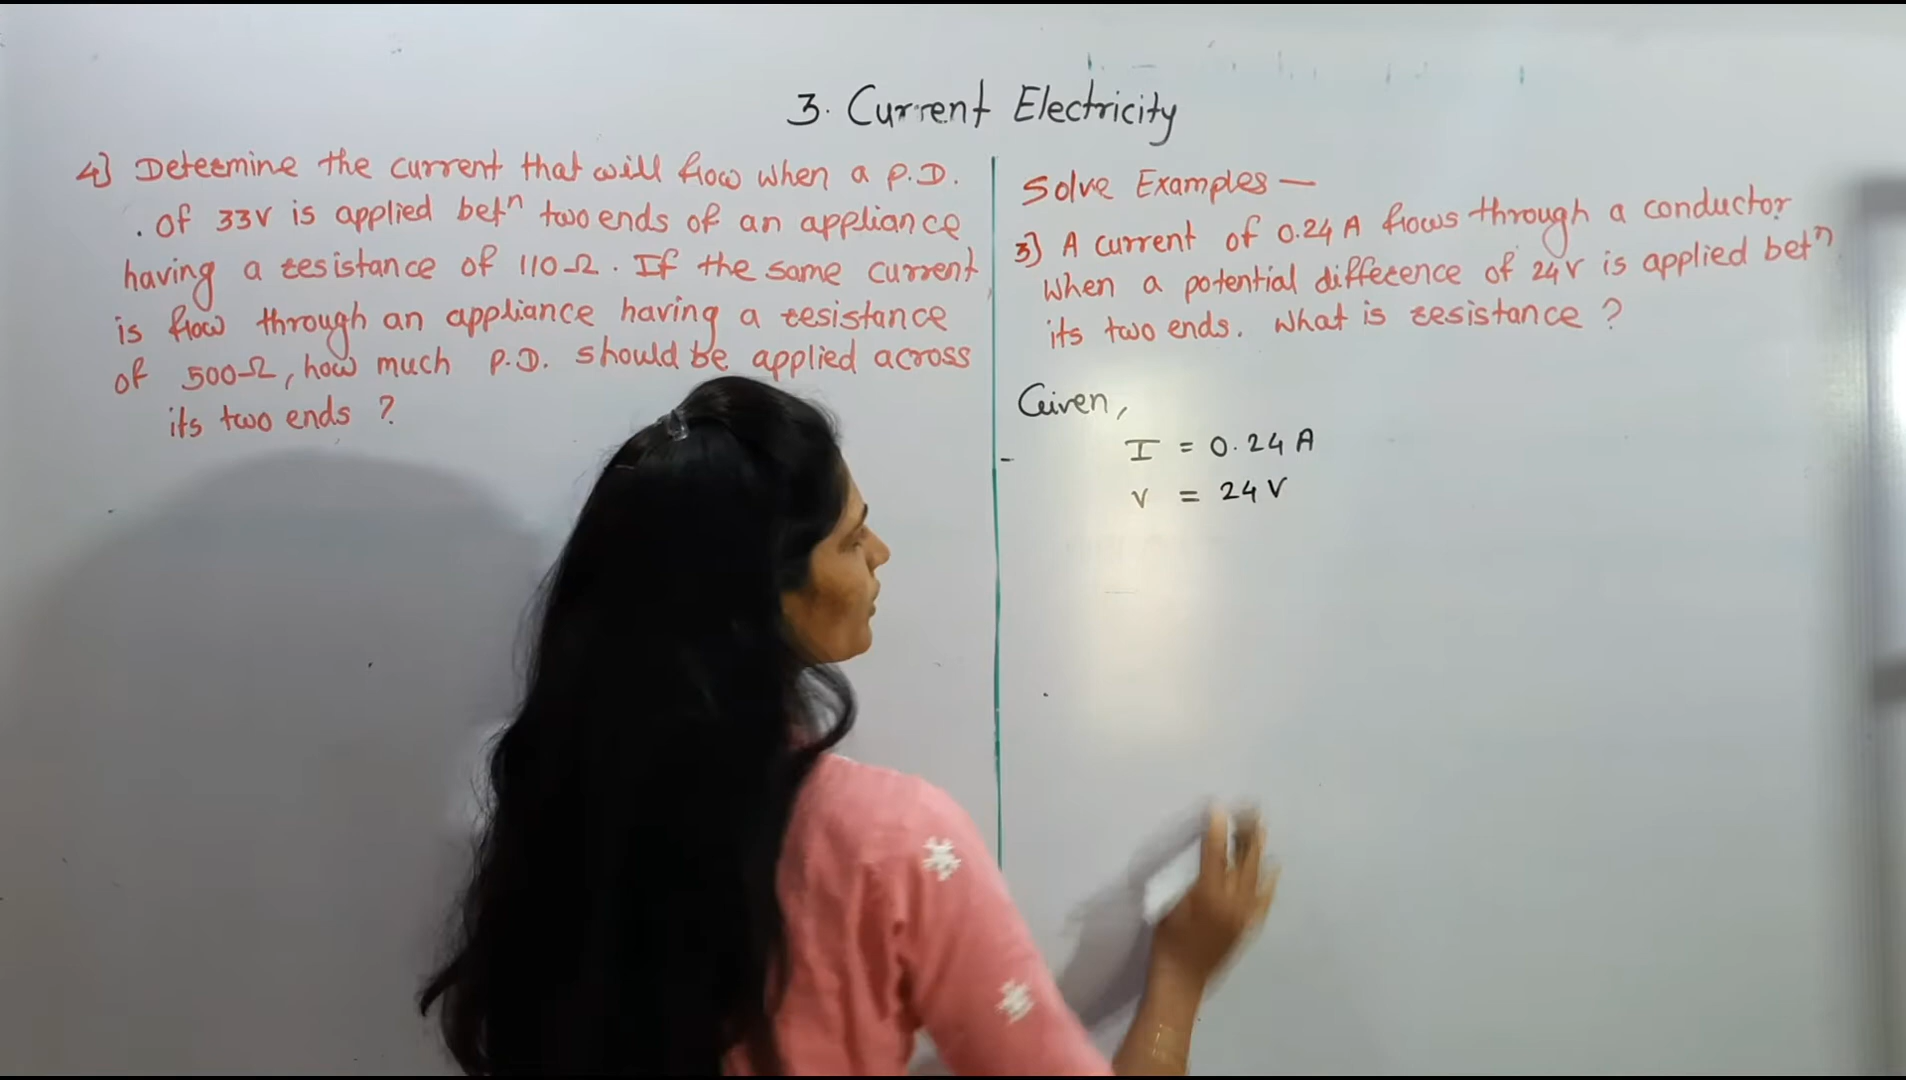 3. Current Electricity
4] Determine the current that will flow when a P.D.
. of 33V is applied betⁿ two ends of an appliance
having a resistance of 110Ω. If the same current
is flow through an appliance having a resistance
of 500Ω, how much P.D. should be applied across
its two ends ?
Solve Examples —
3] A current of 0.24 A flows through a conductor
when a potential difference of 24V is applied betⁿ
its two ends. What is resistance ?
Given,
I = 0.24 A
V = 24 V